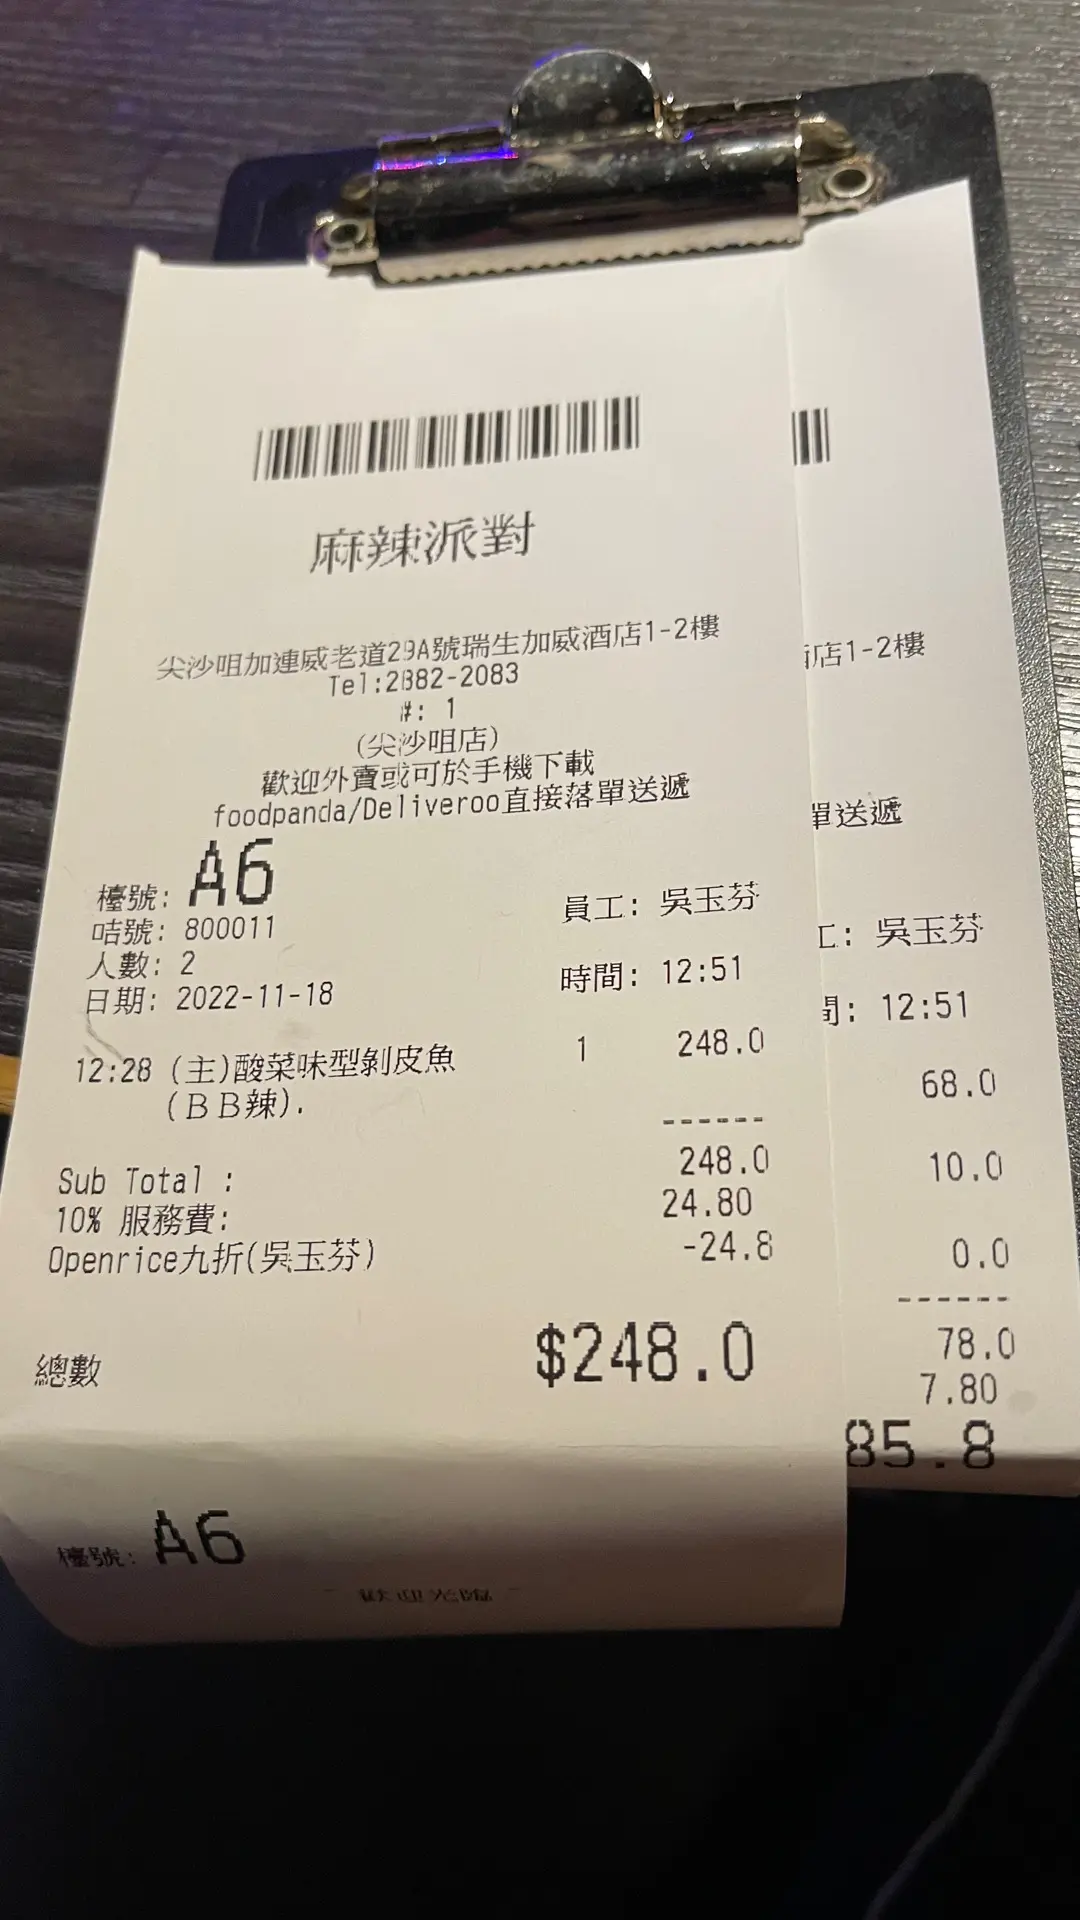 麻辣派對
尖沙咀加連威老道29A號瑞生加威酒店1-2樓
Tel:2882-2083
#: 1
(尖沙咀店)
歡迎外賣或可於手機下載
foodpanda/Deliveroo直接落單送遞
檯號: A6
員工: 吳玉芬
咭號: 800011
人數: 2
時間: 12:51
日期: 2022-11-18
12:28 (主)酸菜味型剝皮魚 1 248.0
(ＢＢ辣).
------
Sub Total : 248.0
10% 服務費: 24.80
Openrice九折(吳玉芬) -24.8
總數 $248.0
檯號: A6
歡迎光臨
店1-2樓
單送遞
工: 吳玉芬
間: 12:51
68.0
10.0
0.0
------
78.0
7.80
85.8